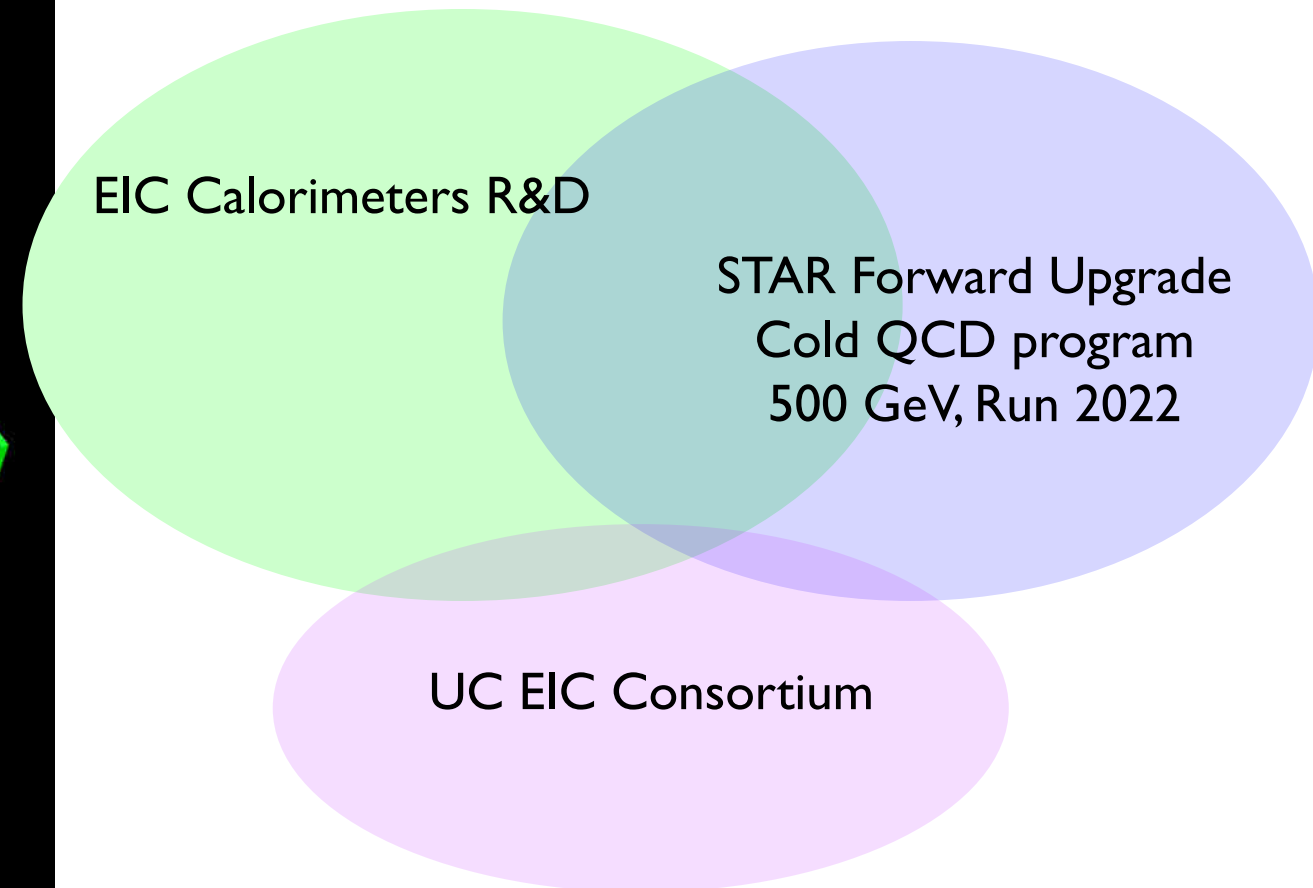 EIC Calorimeters R&D
STAR Forward Upgrade
Cold QCD program
500 GeV, Run 2022
UC EIC Consortium